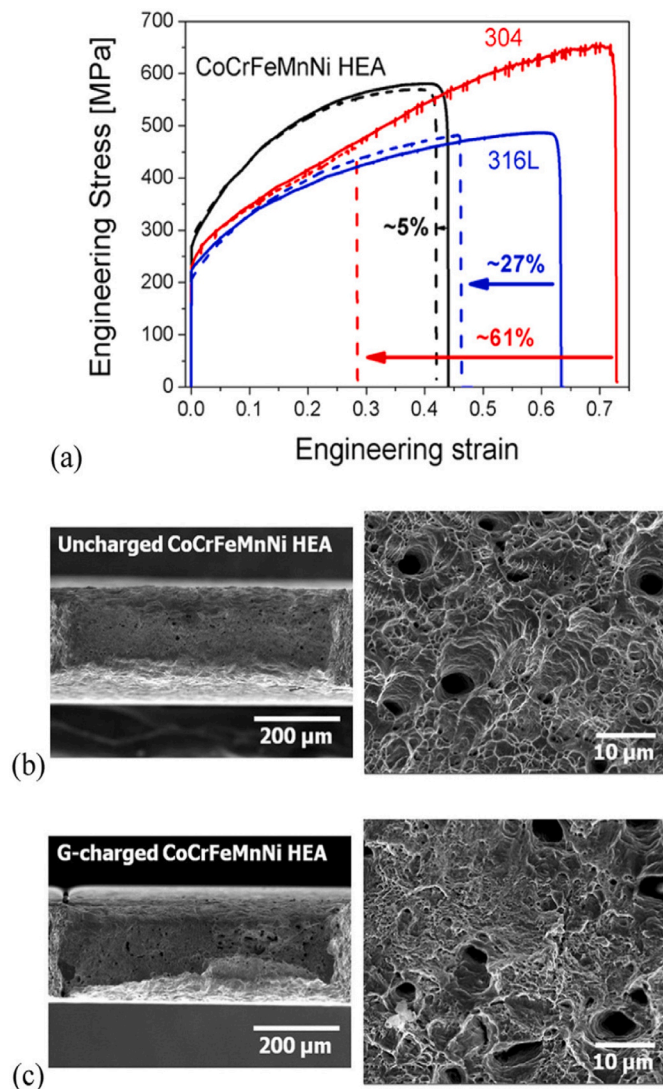 700
304
600
CoCrFeMnNi HEA
500
316L
400
~5%
300
~27%
200
~61%
100
0
0.0 0.1 0.2 0.3 0.4 0.5 0.6 0.7
Engineering Stress [MPa]
Engineering strain
(a)
Uncharged CoCrFeMnNi HEA
200 µm
10 µm
(b)
G-charged CoCrFeMnNi HEA
200 µm
10 µm
(c)